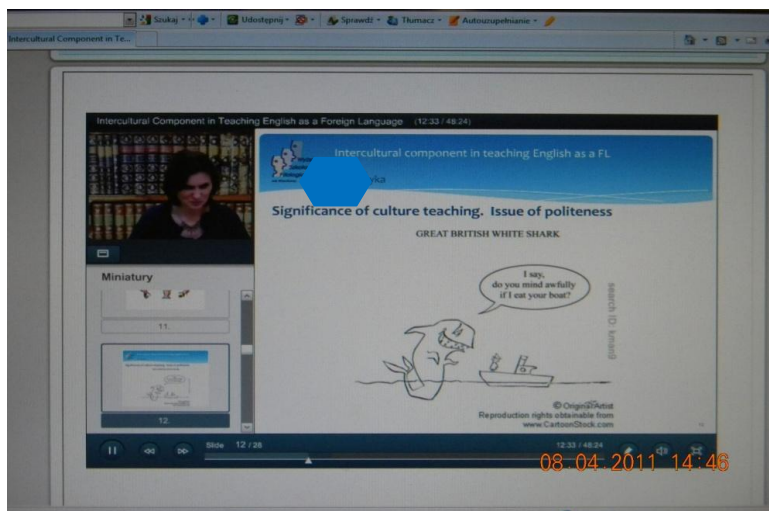 Szukaj
Udostępnij
Sprawdź
Tłumacz
Autouzupełnianie
Intercultural Component in Te...
Intercultural Component in Teaching English as a Foreign Language (12:33 / 48:24)
Intercultural component in teaching English as a FL
yka
Significance of culture teaching. Issue of politeness
GREAT BRITISH WHITE SHARK
I say,
do you mind awfully
if I eat your boat?
search ID:
Miniatury
11.
12.
© Original Artist
Reproduction rights obtainable from
www.CartoonStock.com
Slide 12 / 28
12:33 / 48:24
08.04.2011 14:46